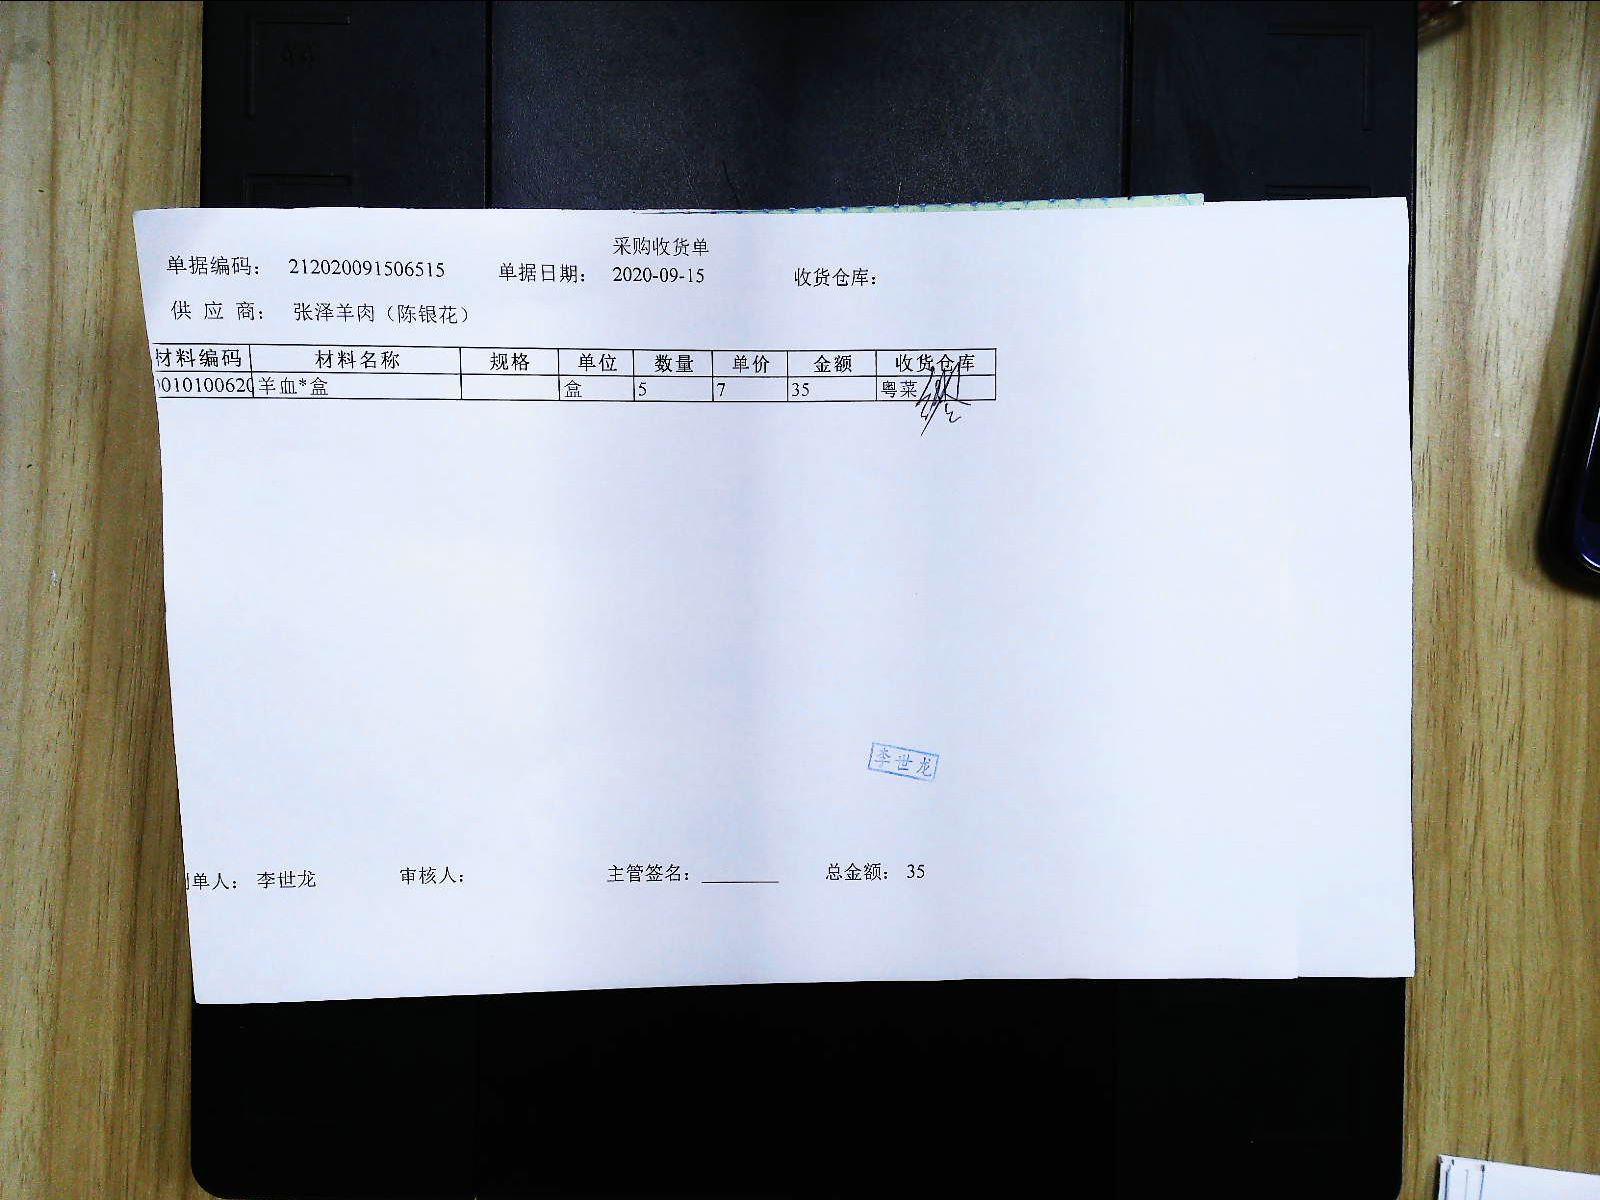 采购收货单
单据编码： 212020091506515 单据日期： 2020-09-15 收货仓库：
供 应 商： 张泽羊肉（陈银花）
材料编码 材料名称 规格 单位 数量 单价 金额 收货仓库
010100620 羊血*盒 盒 5 7 35 粤菜
李世龙
制单人： 李世龙 审核人： 主管签名：________ 总金额： 35